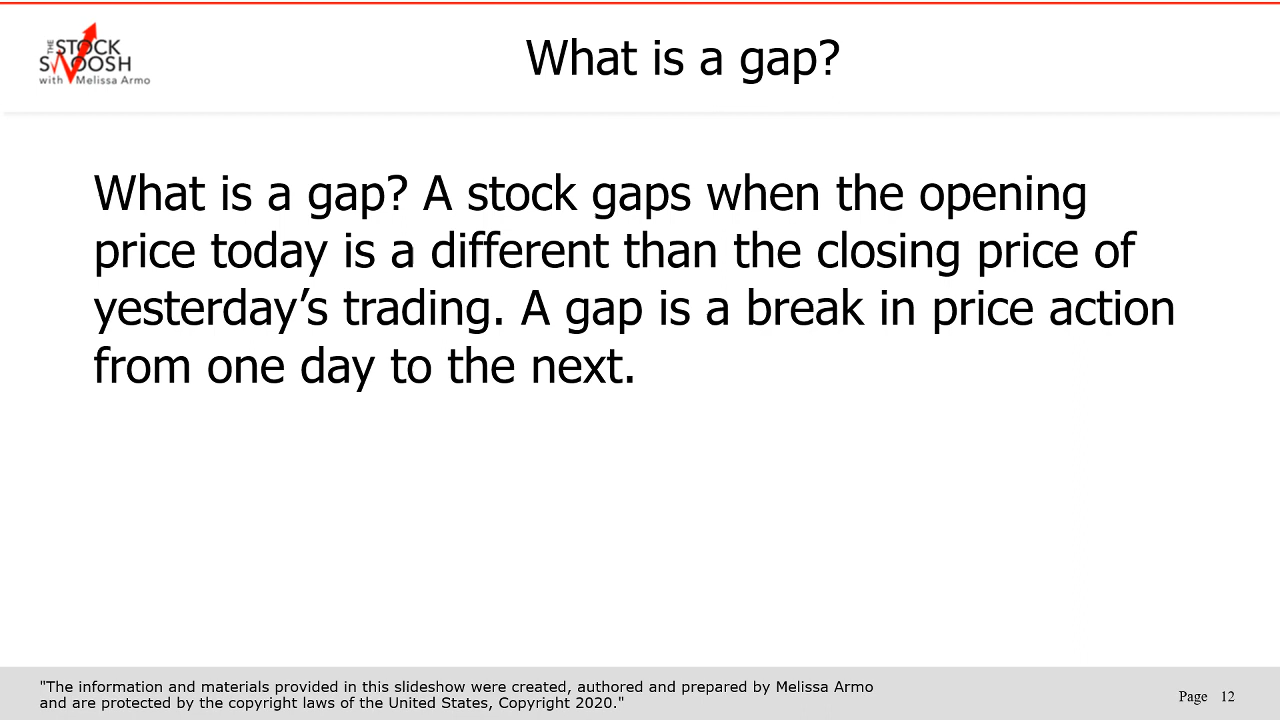 THE STOCK
SWOOSH
with Melissa Armo
What is a gap?
What is a gap? A stock gaps when the opening
price today is a different than the closing price of
yesterday’s trading. A gap is a break in price action
from one day to the next.
"The information and materials provided in this slideshow were created, authored and prepared by Melissa Armo
and are protected by the copyright laws of the United States, Copyright 2020."
Page 12